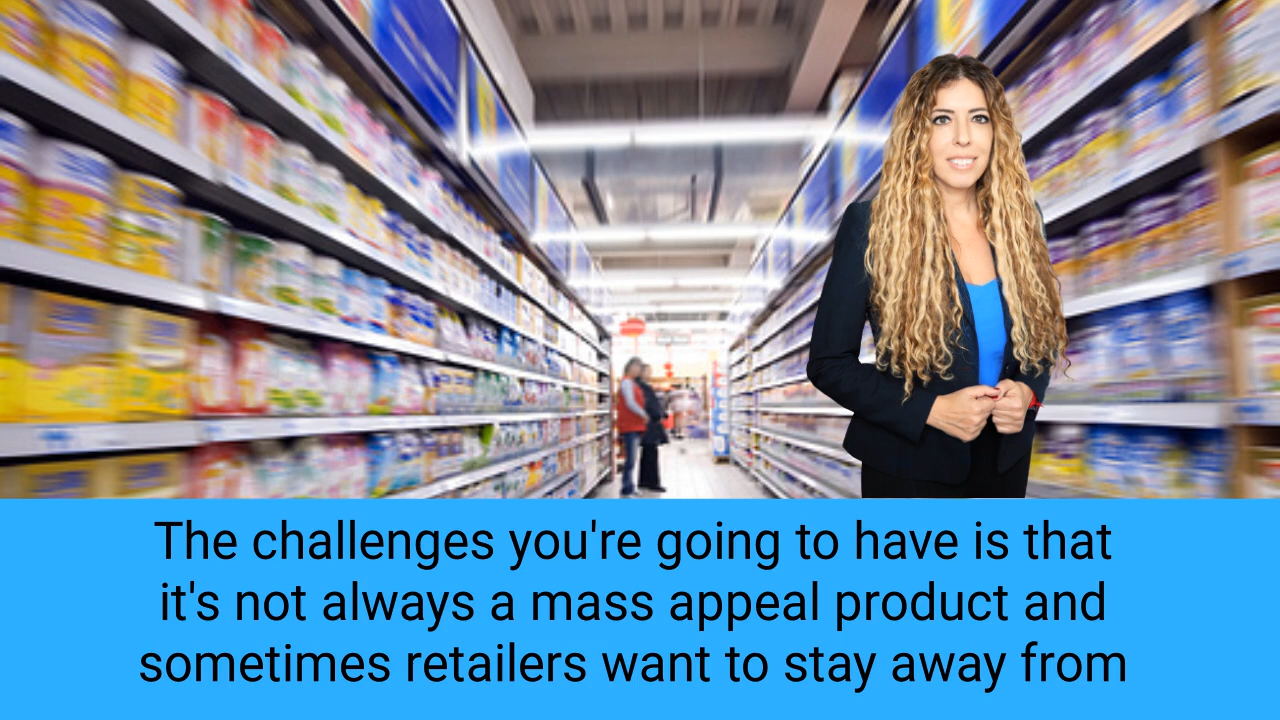 The challenges you're going to have is that
it's not always a mass appeal product and
sometimes retailers want to stay away from